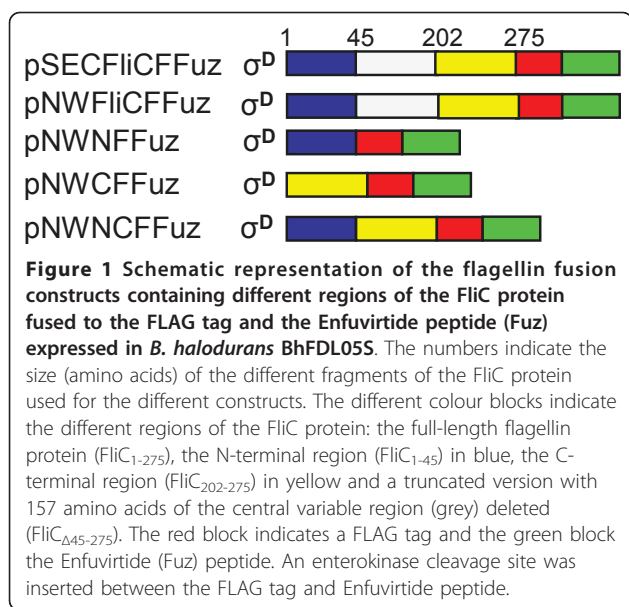 1 45 202 275
pSECFliCFFuz σD
pNWFliCFFuz σD
pNWNFFuz σD
pNWCFFuz σD
pNWNCFFuz σD
Figure 1 Schematic representation of the flagellin fusion
constructs containing different regions of the FliC protein
fused to the FLAG tag and the Enfuvirtide peptide (Fuz)
expressed in B. halodurans BhFDL05S. The numbers indicate the
size (amino acids) of the different fragments of the FliC protein
used for the different constructs. The different colour blocks indicate
the different regions of the FliC protein: the full-length flagellin
protein (FliC1-275), the N-terminal region (FliC1-45) in blue, the C-
terminal region (FliC202-275) in yellow and a truncated version with
157 amino acids of the central variable region (grey) deleted
(FliCΔ45-275). The red block indicates a FLAG tag and the green block
the Enfuvirtide (Fuz) peptide. An enterokinase cleavage site was
inserted between the FLAG tag and Enfuvirtide peptide.